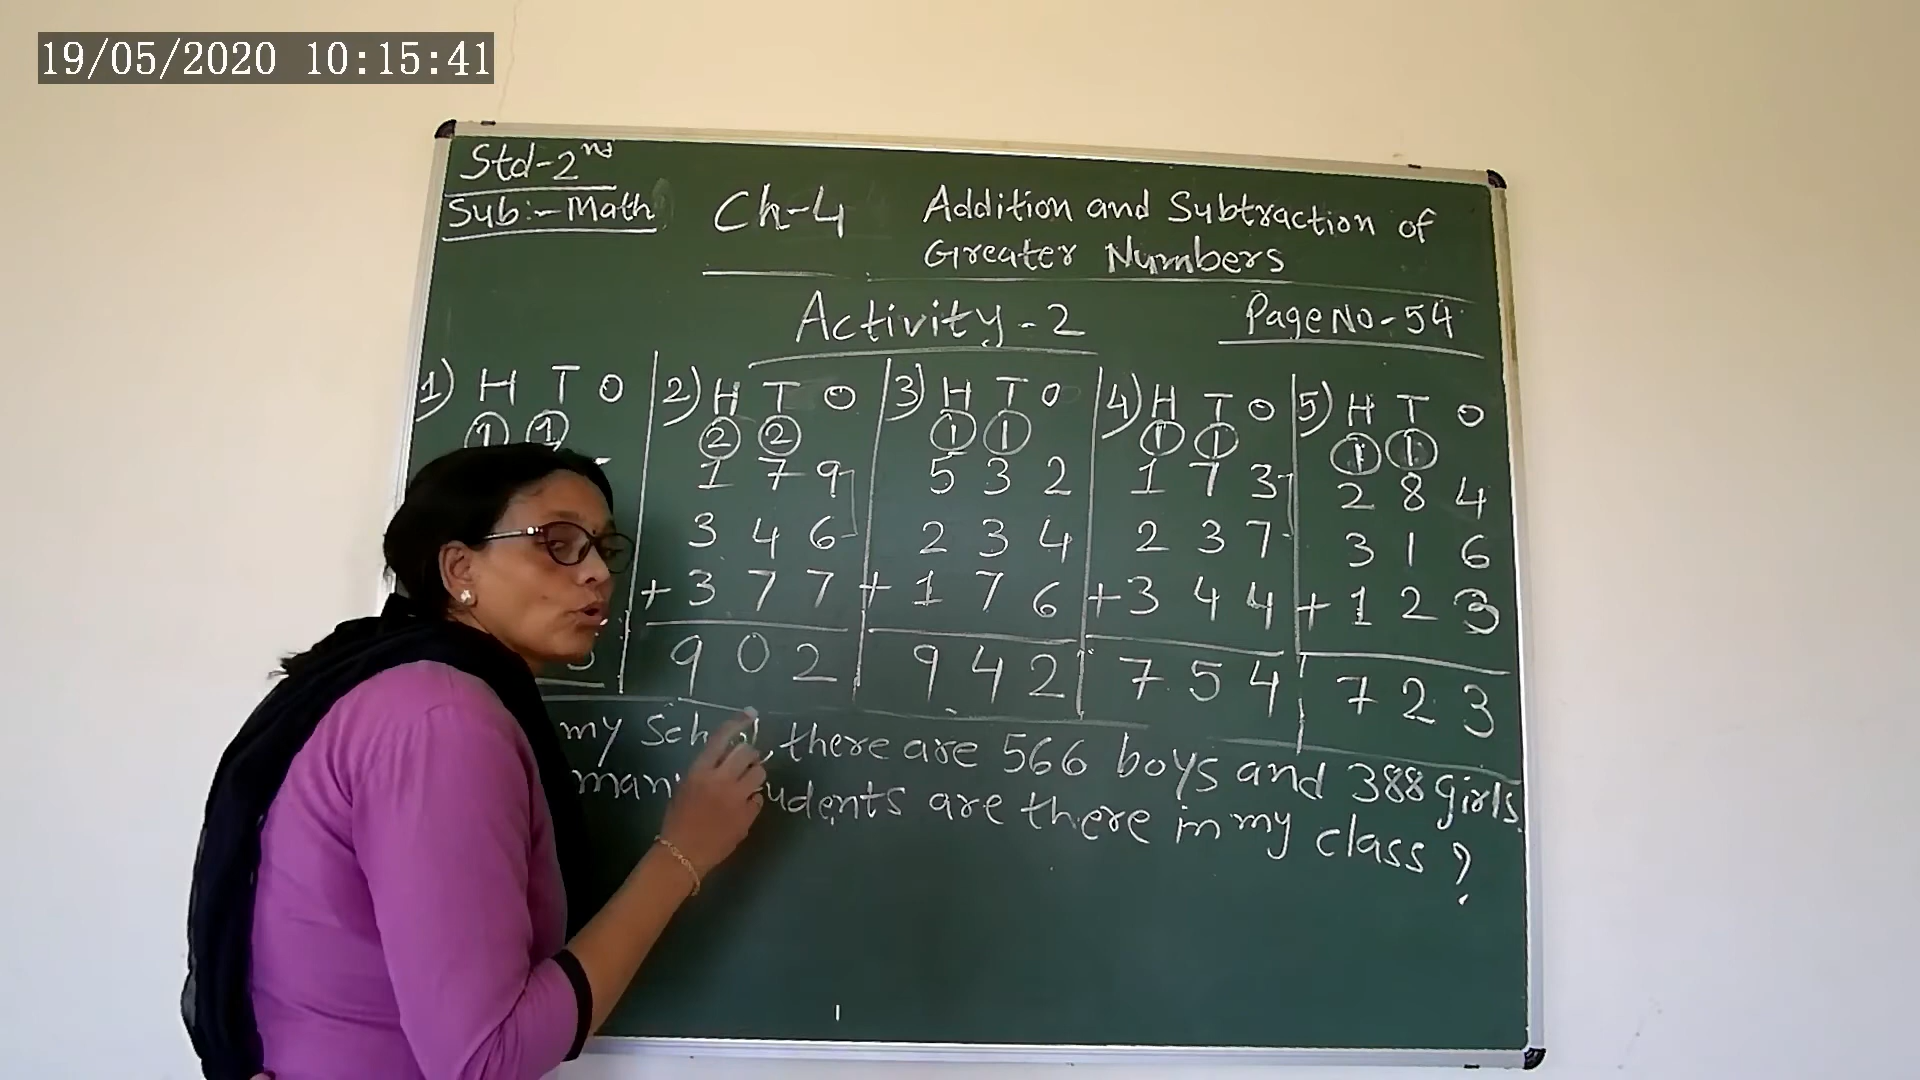 19/05/2020 10:15:41
Std-2nd
Sub:- Math
Ch-4 Addition and Subtraction of
Greater Numbers
Activity-2
Page No-54
1) H T O
1 1
2) H T O
2 2
1 7 9
3 4 6
+ 3 7 7
9 0 2
3) H T O
1 1
5 3 2
2 3 4
+ 1 7 6
9 4 2
4) H T O
1 1
1 7 3
2 3 7
+ 3 4 4
7 5 4
5) H T O
1 1
2 8 4
3 1 6
+ 1 2 3
7 2 3
my school, there are 566 boys and 388 girls.
many students are there in my class ?